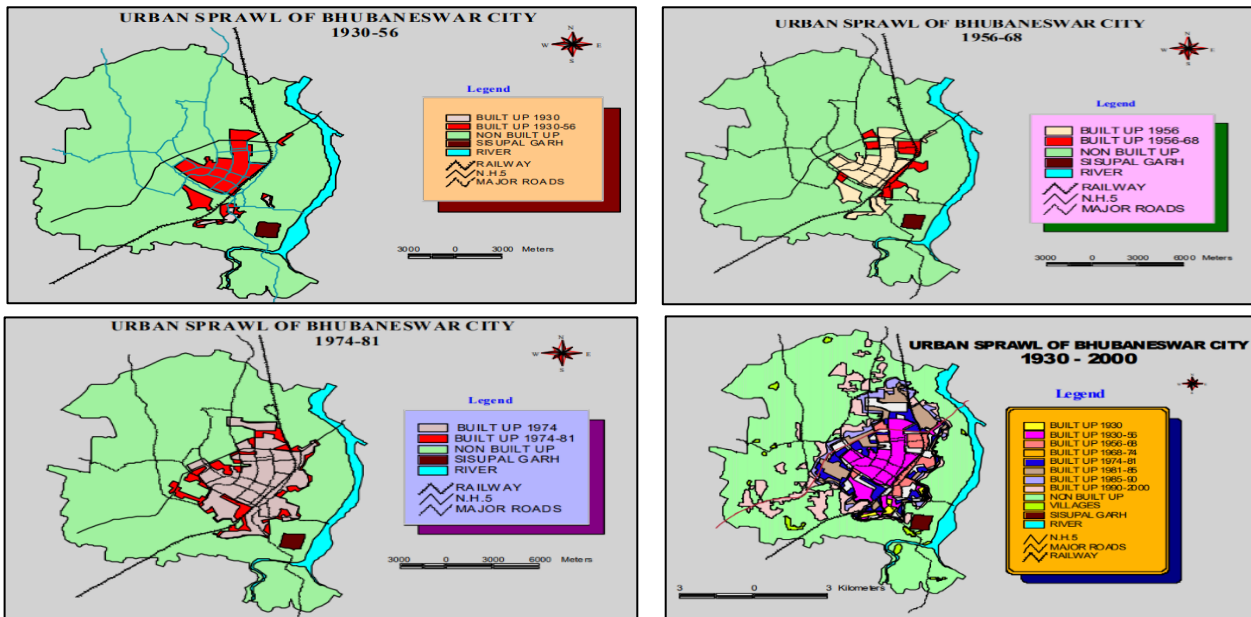 URBAN SPRAWL OF BHUBANESWAR CITY
1930-56
N
W E
S
Legend
BUILT UP 1930
BUILT UP 1930-56
NON BUILT UP
SISUPAL GARH
RIVER
RAILWAY
N.H.5
MAJOR ROADS
3000 0 3000 Meters
URBAN SPRAWL OF BHUBANESWAR CITY
1956-68
N
W E
S
Legend
BUILT UP 1956
BUILT UP 1956-68
NON BUILT UP
SISUPAL GARH
RIVER
RAILWAY
N.H.5
MAJOR ROADS
3000 0 3000 6000 Meters
URBAN SPRAWL OF BHUBANESWAR CITY
1974-81
N
W E
S
Legend
BUILT UP 1974
BUILT UP 1974-81
NON BUILT UP
SISUPAL GARH
RIVER
RAILWAY
N.H.5
MAJOR ROADS
3000 0 3000 6000 Meters
URBAN SPRAWL OF BHUBANESWAR CITY
1930 - 2000
Legend
BUILT UP 1930
BUILT UP 1930-56
BUILT UP 1956-68
BUILT UP 1968-74
BUILT UP 1974-81
BUILT UP 1981-85
BUILT UP 1985-90
BUILT UP 1990-2000
NON BUILT UP
VILLAGES
SISUPAL GARH
RIVER
N.H.5
MAJOR ROADS
RAILWAY
3 0 3 Kilometers